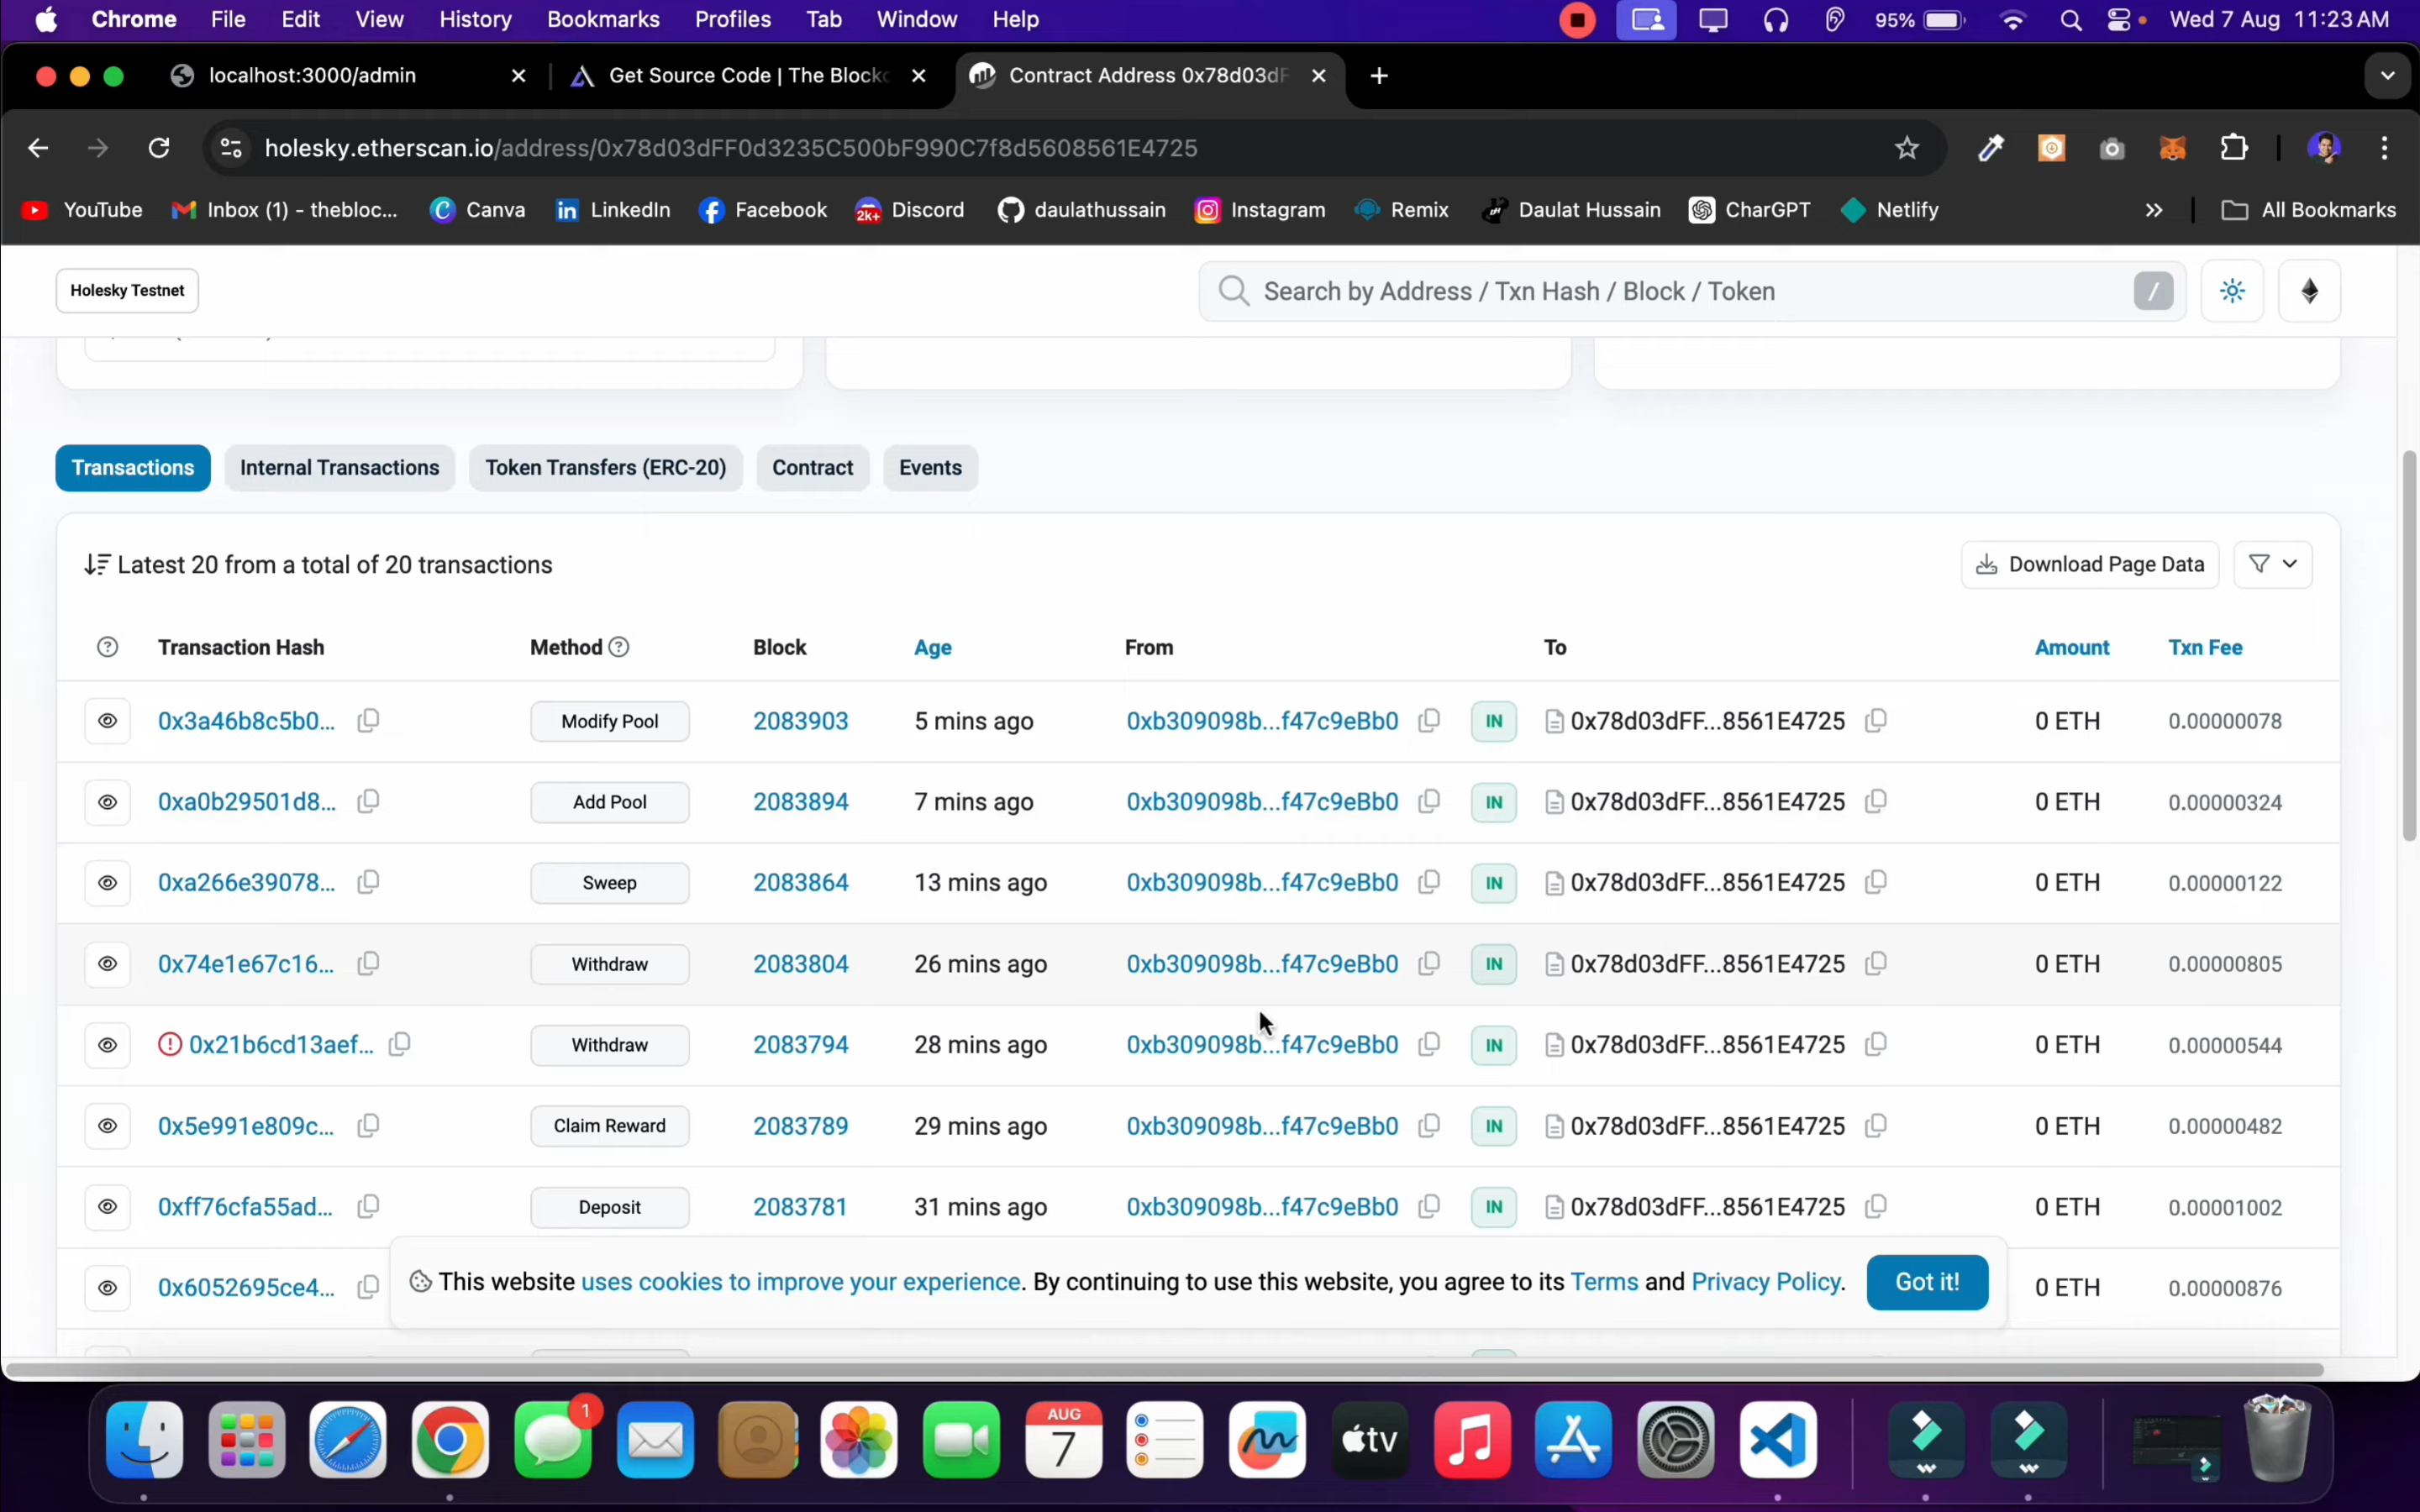 Chrome File Edit View History Bookmarks Profiles Tab Window Help 95% Wed 7 Aug 11:23 AM
localhost:3000/admin Get Source Code | The Blockc Contract Address 0x78d03dF
holesky.etherscan.io/address/0x78d03dFF0d3235C500bF990C7f8d5608561E4725
YouTube Inbox (1) - thebloc... Canva LinkedIn Facebook 2k+ Discord daulathussain Instagram Remix Daulat Hussain CharGPT Netlify » All Bookmarks
Holesky Testnet Search by Address / Txn Hash / Block / Token /
Transactions Internal Transactions Token Transfers (ERC-20) Contract Events
Latest 20 from a total of 20 transactions Download Page Data
Transaction Hash Method Block Age From To Amount Txn Fee
0x3a46b8c5b0... Modify Pool 2083903 5 mins ago 0xb309098b...f47c9eBb0 IN 0x78d03dFF...8561E4725 0 ETH 0.00000078
0xa0b29501d8... Add Pool 2083894 7 mins ago 0xb309098b...f47c9eBb0 IN 0x78d03dFF...8561E4725 0 ETH 0.00000324
0xa266e39078... Sweep 2083864 13 mins ago 0xb309098b...f47c9eBb0 IN 0x78d03dFF...8561E4725 0 ETH 0.00000122
0x74e1e67c16... Withdraw 2083804 26 mins ago 0xb309098b...f47c9eBb0 IN 0x78d03dFF...8561E4725 0 ETH 0.00000805
0x21b6cd13aef... Withdraw 2083794 28 mins ago 0xb309098b...f47c9eBb0 IN 0x78d03dFF...8561E4725 0 ETH 0.00000544
0x5e991e809c... Claim Reward 2083789 29 mins ago 0xb309098b...f47c9eBb0 IN 0x78d03dFF...8561E4725 0 ETH 0.00000482
0xff76cfa55ad... Deposit 2083781 31 mins ago 0xb309098b...f47c9eBb0 IN 0x78d03dFF...8561E4725 0 ETH 0.00001002
0x6052695ce4... 0 ETH 0.00000876
This website uses cookies to improve your experience. By continuing to use this website, you agree to its Terms and Privacy Policy. Got it!
1 AUG 7 tv